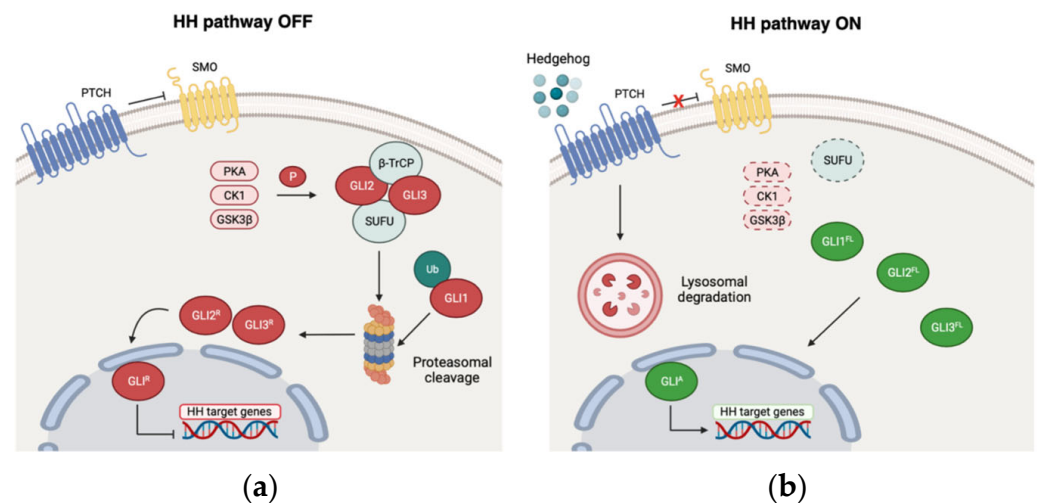 HH pathway OFF
SMO
PTCH
PKA
CK1
GSK3β
P
β-TrCP
GLI2
GLI3
SUFU
Ub
GLI1
GLI2ᴿ
GLI3ᴿ
Proteasomal
cleavage
GLIᴿ
HH target genes
(a)
HH pathway ON
Hedgehog
SMO
PTCH
X
PKA
CK1
GSK3β
SUFU
GLI1ᶠᴸ
GLI2ᶠᴸ
GLI3ᶠᴸ
Lysosomal
degradation
GLIᴬ
HH target genes
(b)